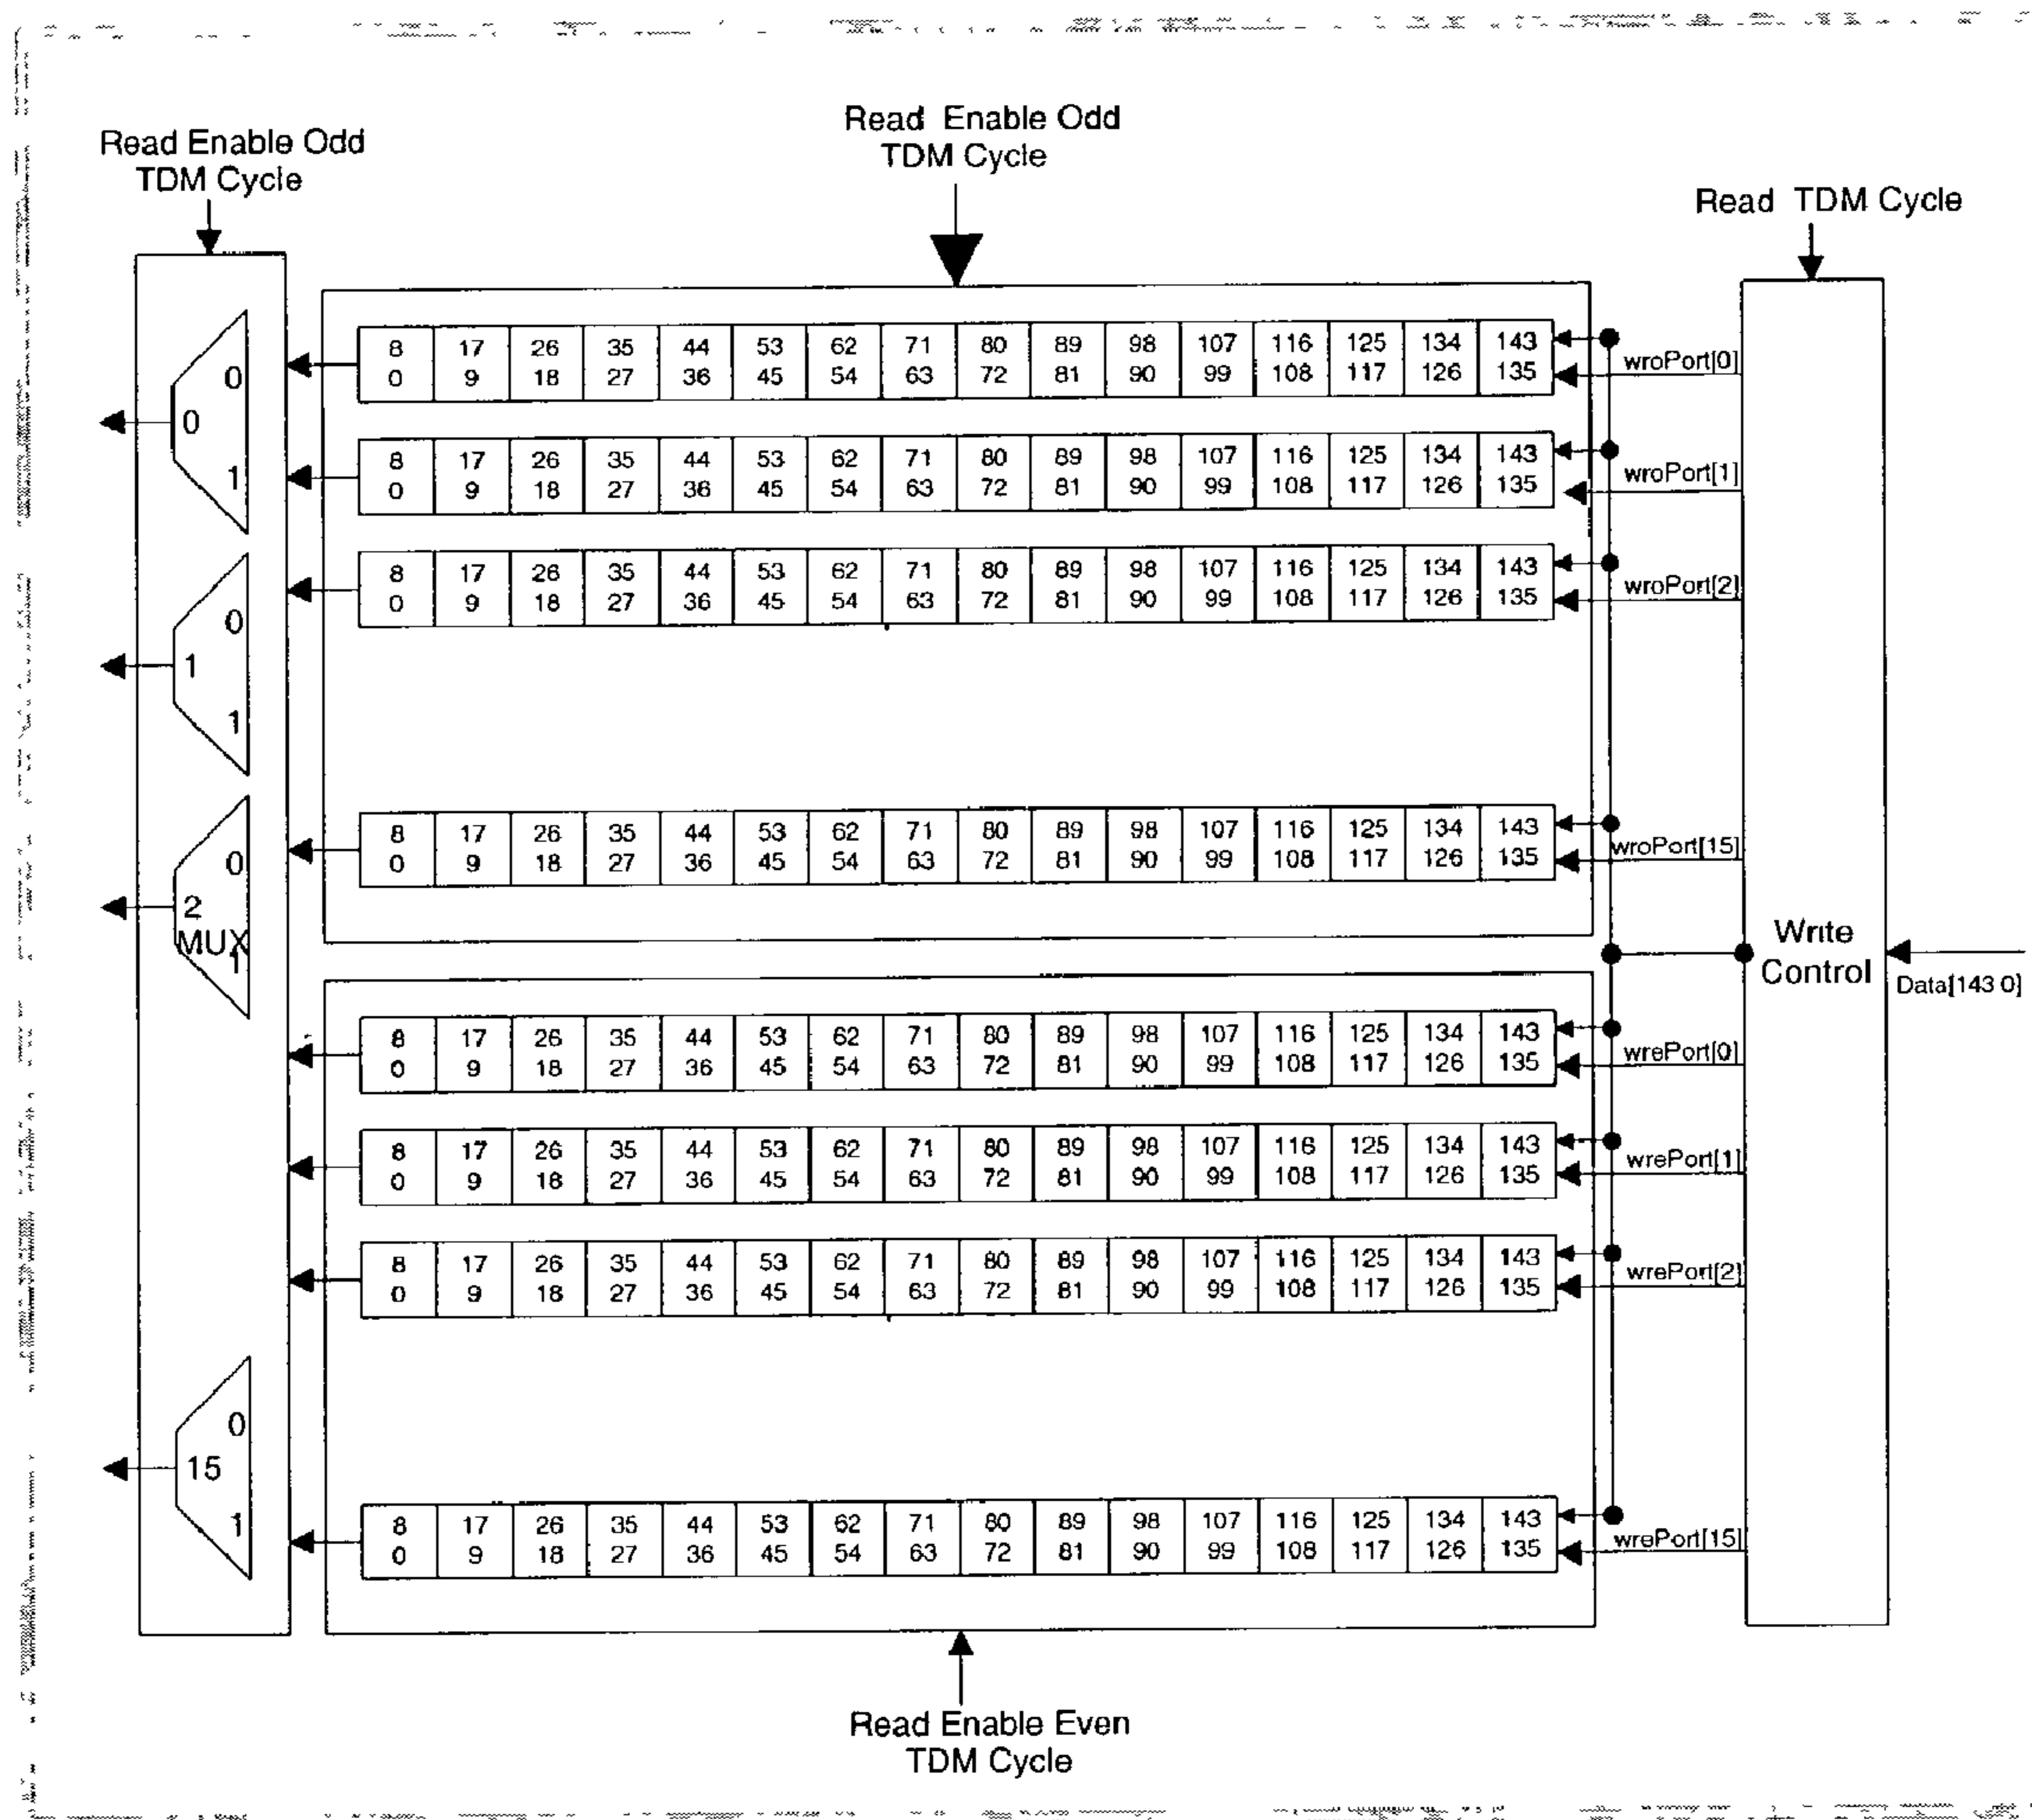 Read Enable Odd
TDM Cycle
Read Enable Odd
TDM Cycle
Read TDM Cycle
0
0
1
8 17 26 35 44 53 62 71 80 89 98 107 116 125 134 143
0 9 18 27 36 45 54 63 72 81 90 99 108 117 126 135
wroPort[0]
8 17 26 35 44 53 62 71 80 89 98 107 116 125 134 143
0 9 18 27 36 45 54 63 72 81 90 99 108 117 126 135
wroPort[1]
0
1
1
8 17 26 35 44 53 62 71 80 89 98 107 116 125 134 143
0 9 18 27 36 45 54 63 72 81 90 99 108 117 126 135
wroPort[2]
0
2
MUX
1
8 17 26 35 44 53 62 71 80 89 98 107 116 125 134 143
0 9 18 27 36 45 54 63 72 81 90 99 108 117 126 135
wroPort[15]
Write
Control
Data[143 0]
8 17 26 35 44 53 62 71 80 89 98 107 116 125 134 143
0 9 18 27 36 45 54 63 72 81 90 99 108 117 126 135
wrePort[0]
8 17 26 35 44 53 62 71 80 89 98 107 116 125 134 143
0 9 18 27 36 45 54 63 72 81 90 99 108 117 126 135
wrePort[1]
8 17 26 35 44 53 62 71 80 89 98 107 116 125 134 143
0 9 18 27 36 45 54 63 72 81 90 99 108 117 126 135
wrePort[2]
0
15
1
8 17 26 35 44 53 62 71 80 89 98 107 116 125 134 143
0 9 18 27 36 45 54 63 72 81 90 99 108 117 126 135
wrePort[15]
Read Enable Even
TDM Cycle